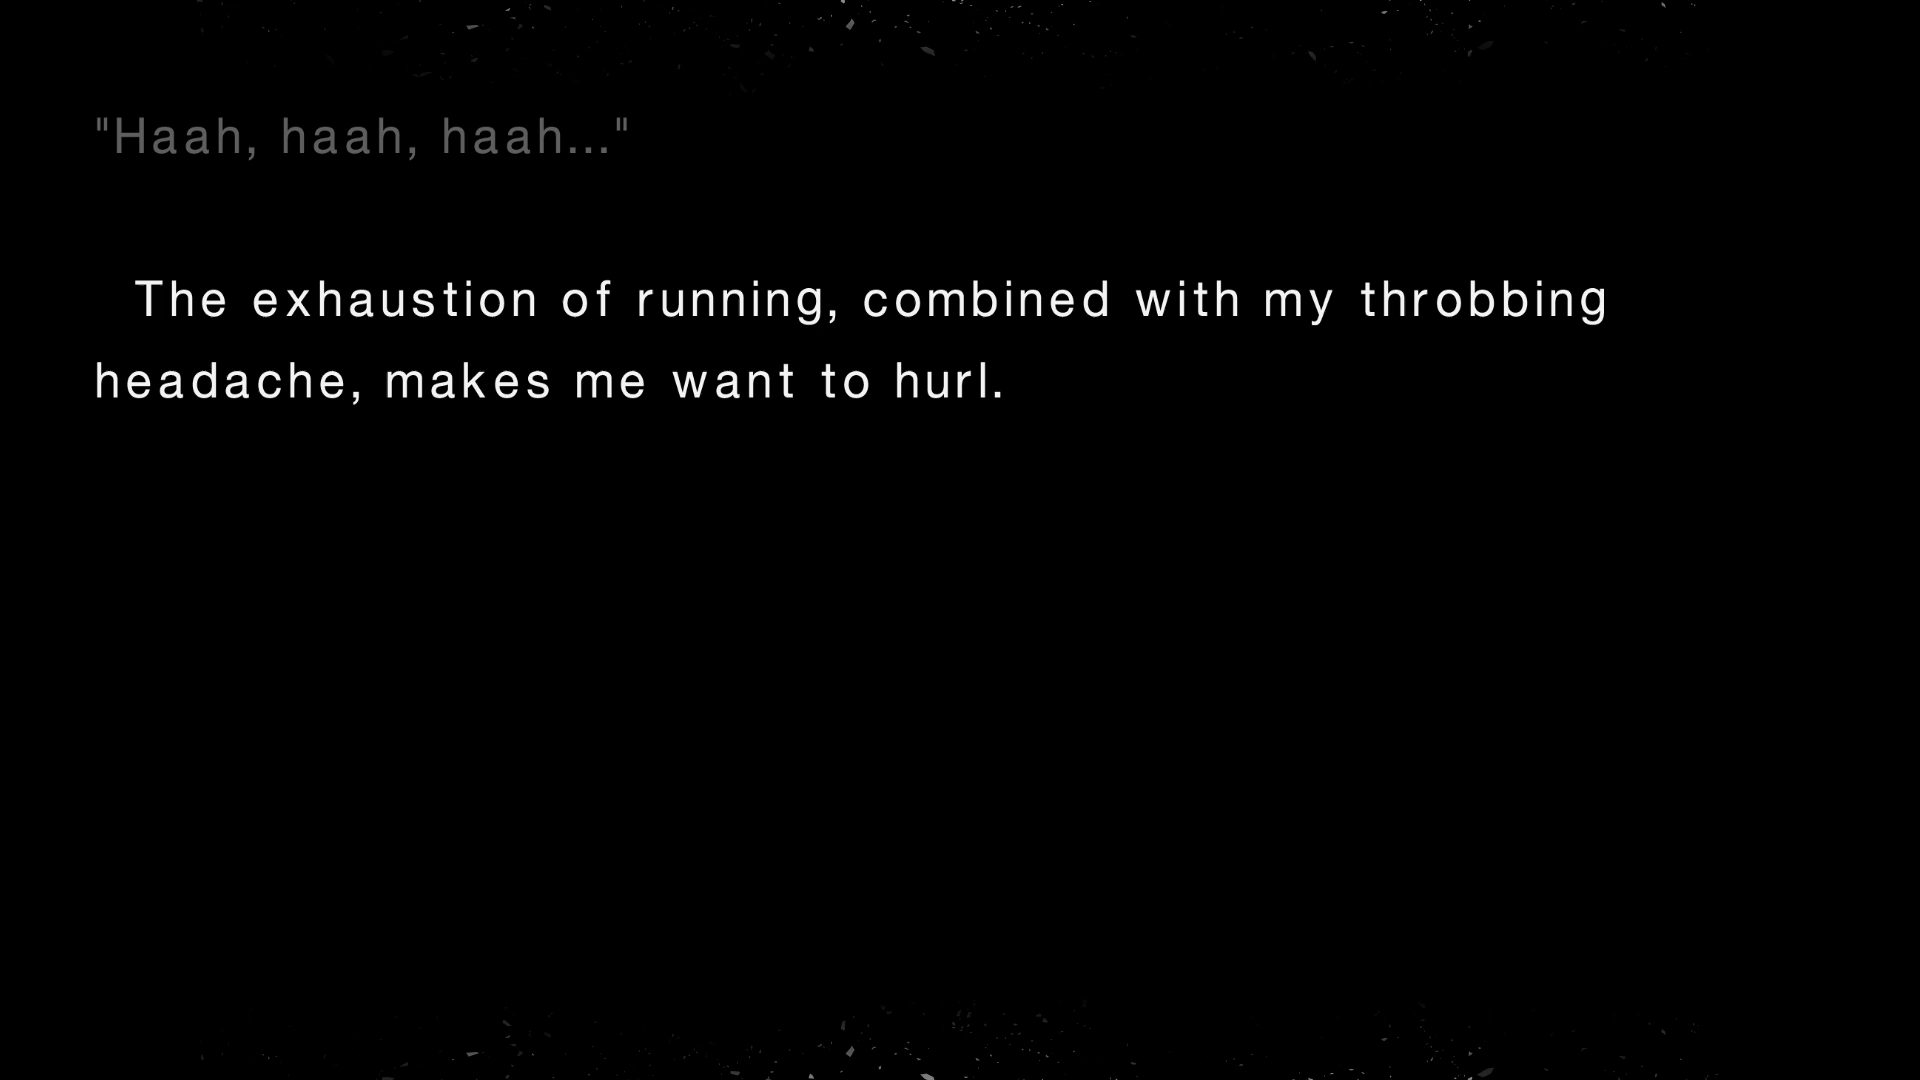 "Haah, haah, haah..."
The exhaustion of running, combined with my throbbing
headache, makes me want to hurl.